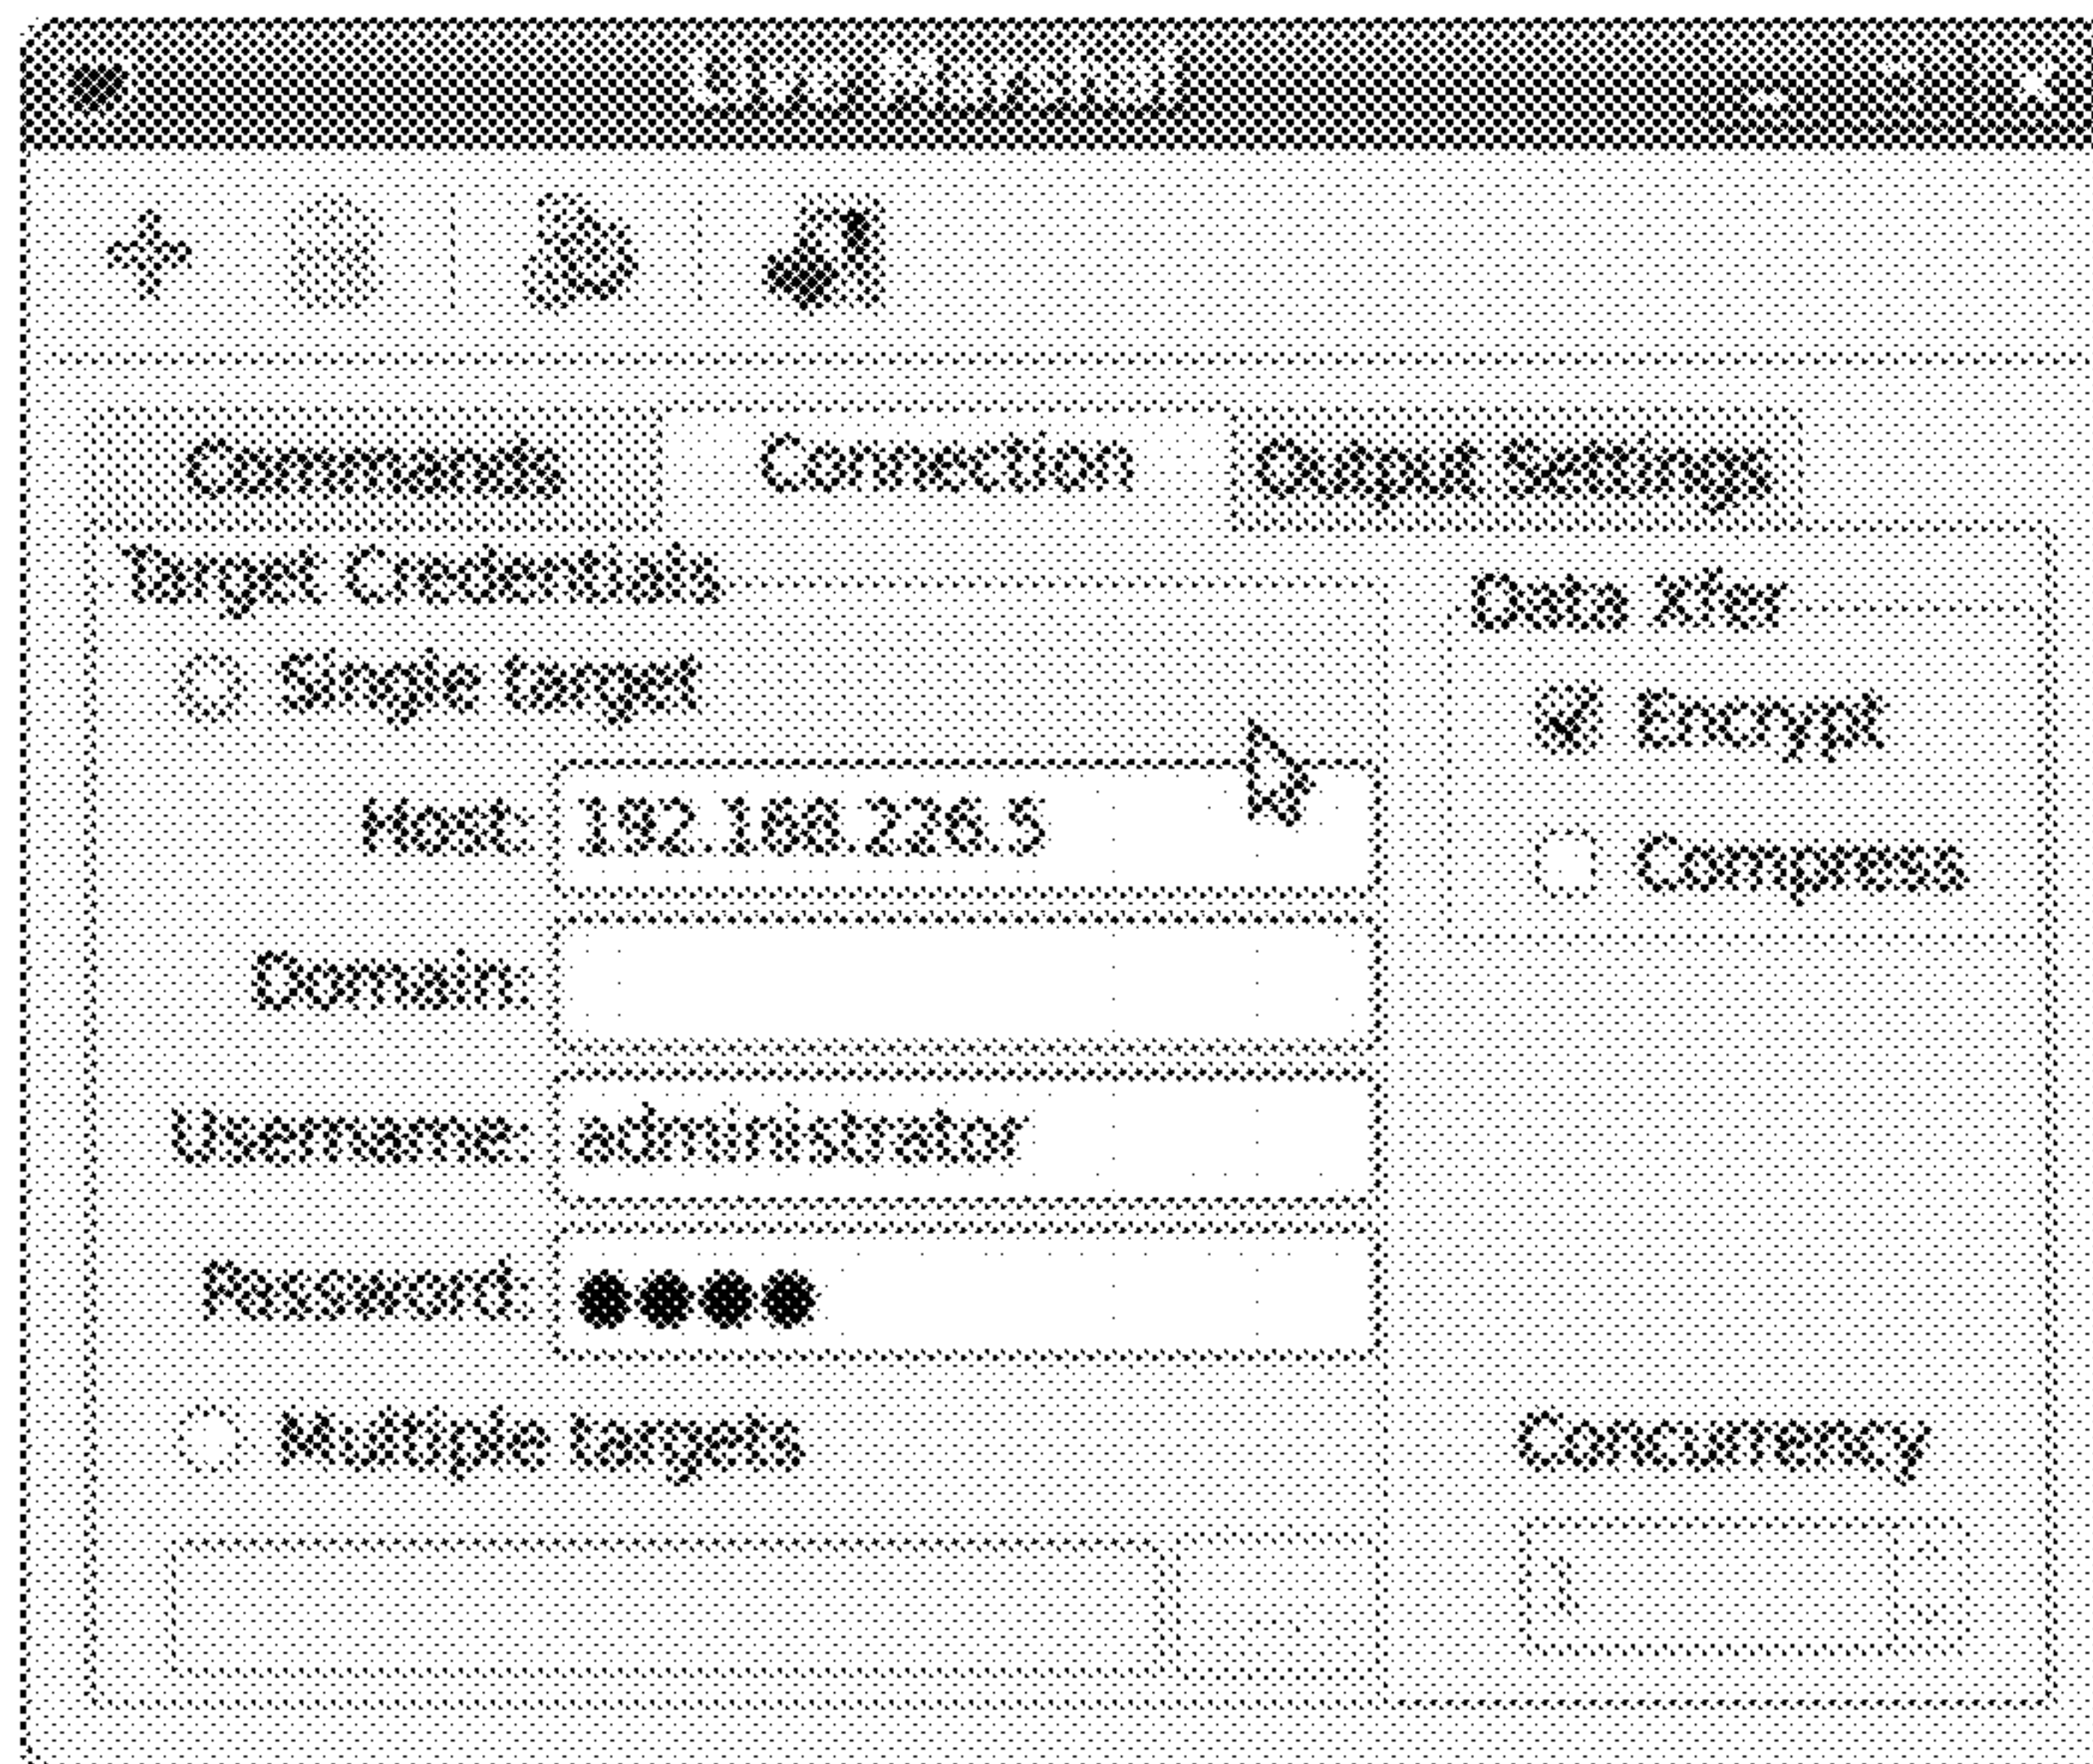 Commands Connection Output Settings
Target Credentials
Data Xfer
Single target
Encrypt
Host: 192.168.226.5
Compress
Domain:
Username: administrator
Password: ●●●●
Multiple targets
Concurrency